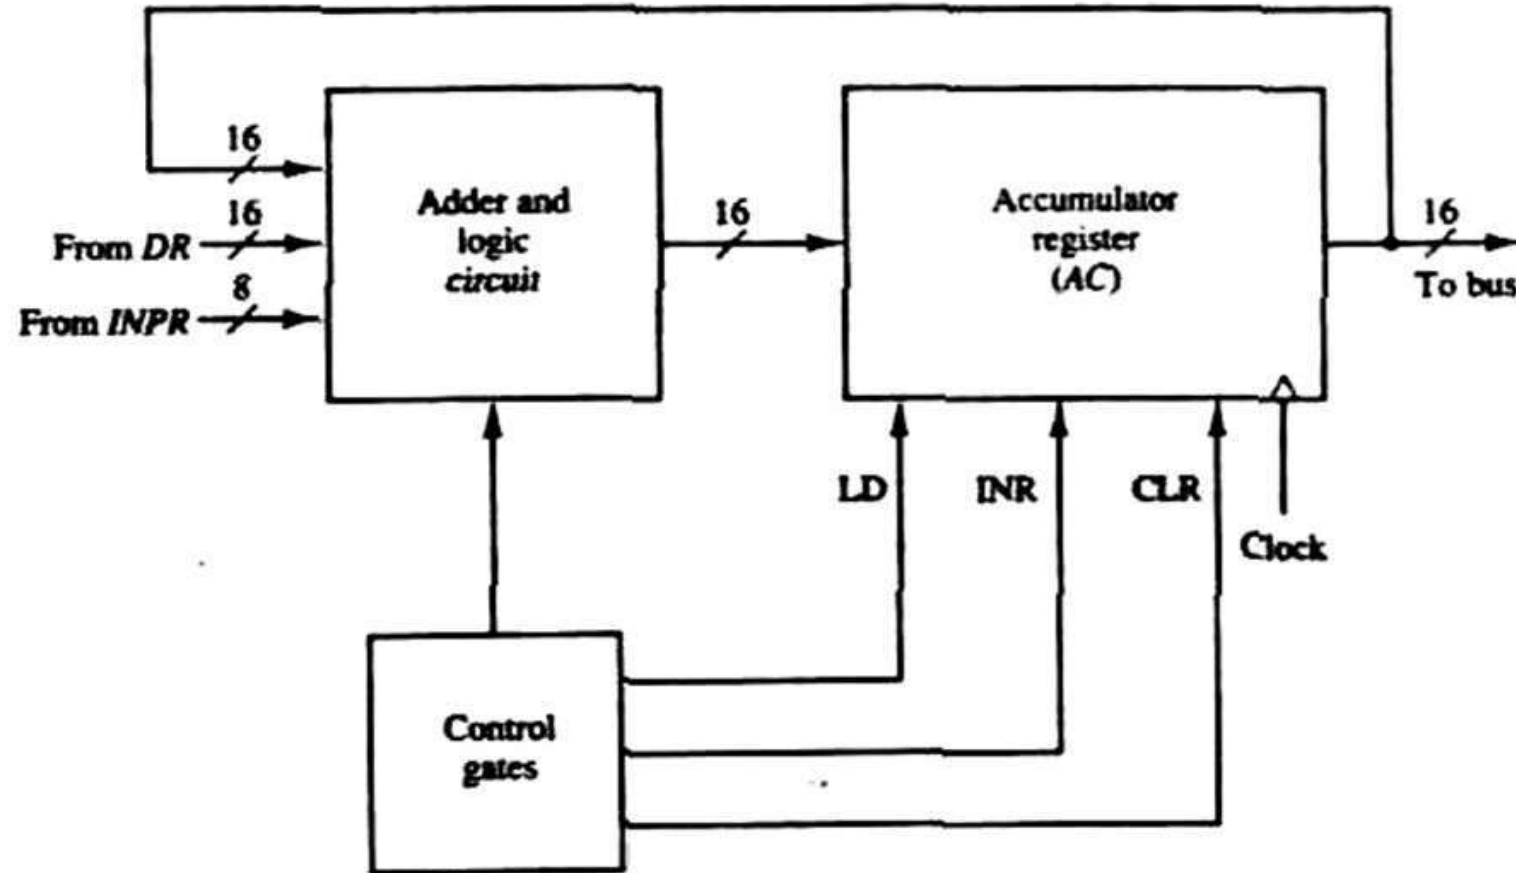 16
16
From DR
8
From INPR
Adder and
logic
circuit
16
Accumulator
register
(AC)
16
To bus
LD
INR
CLR
Clock
Control
gates